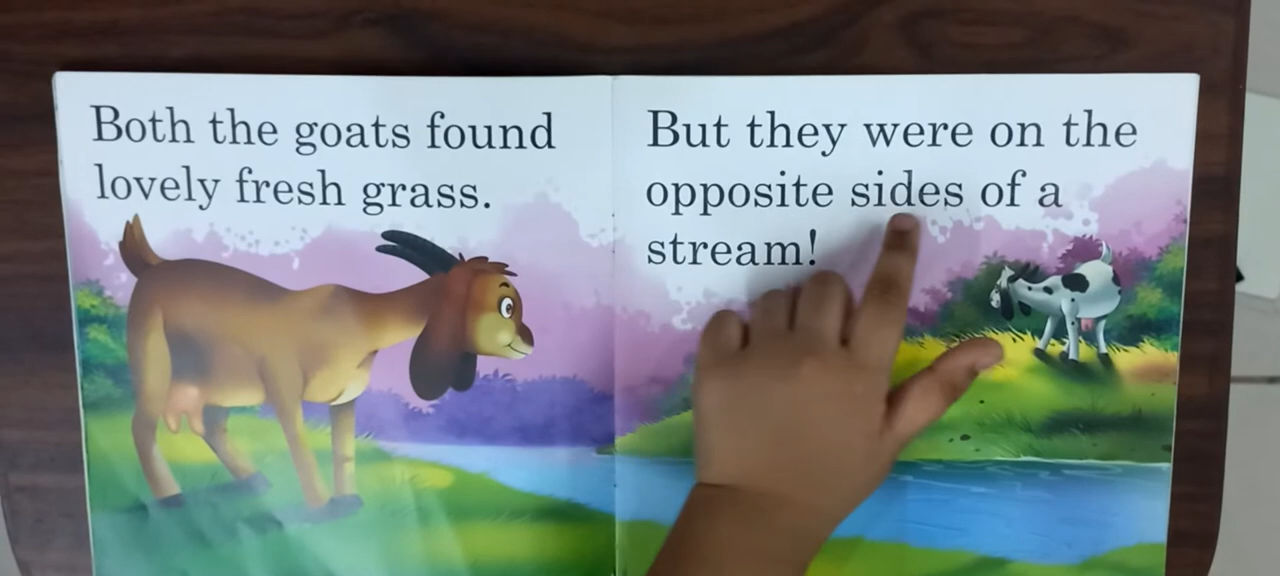 Both the goats found
lovely fresh grass.
But they were on the
opposite sides of a
stream!